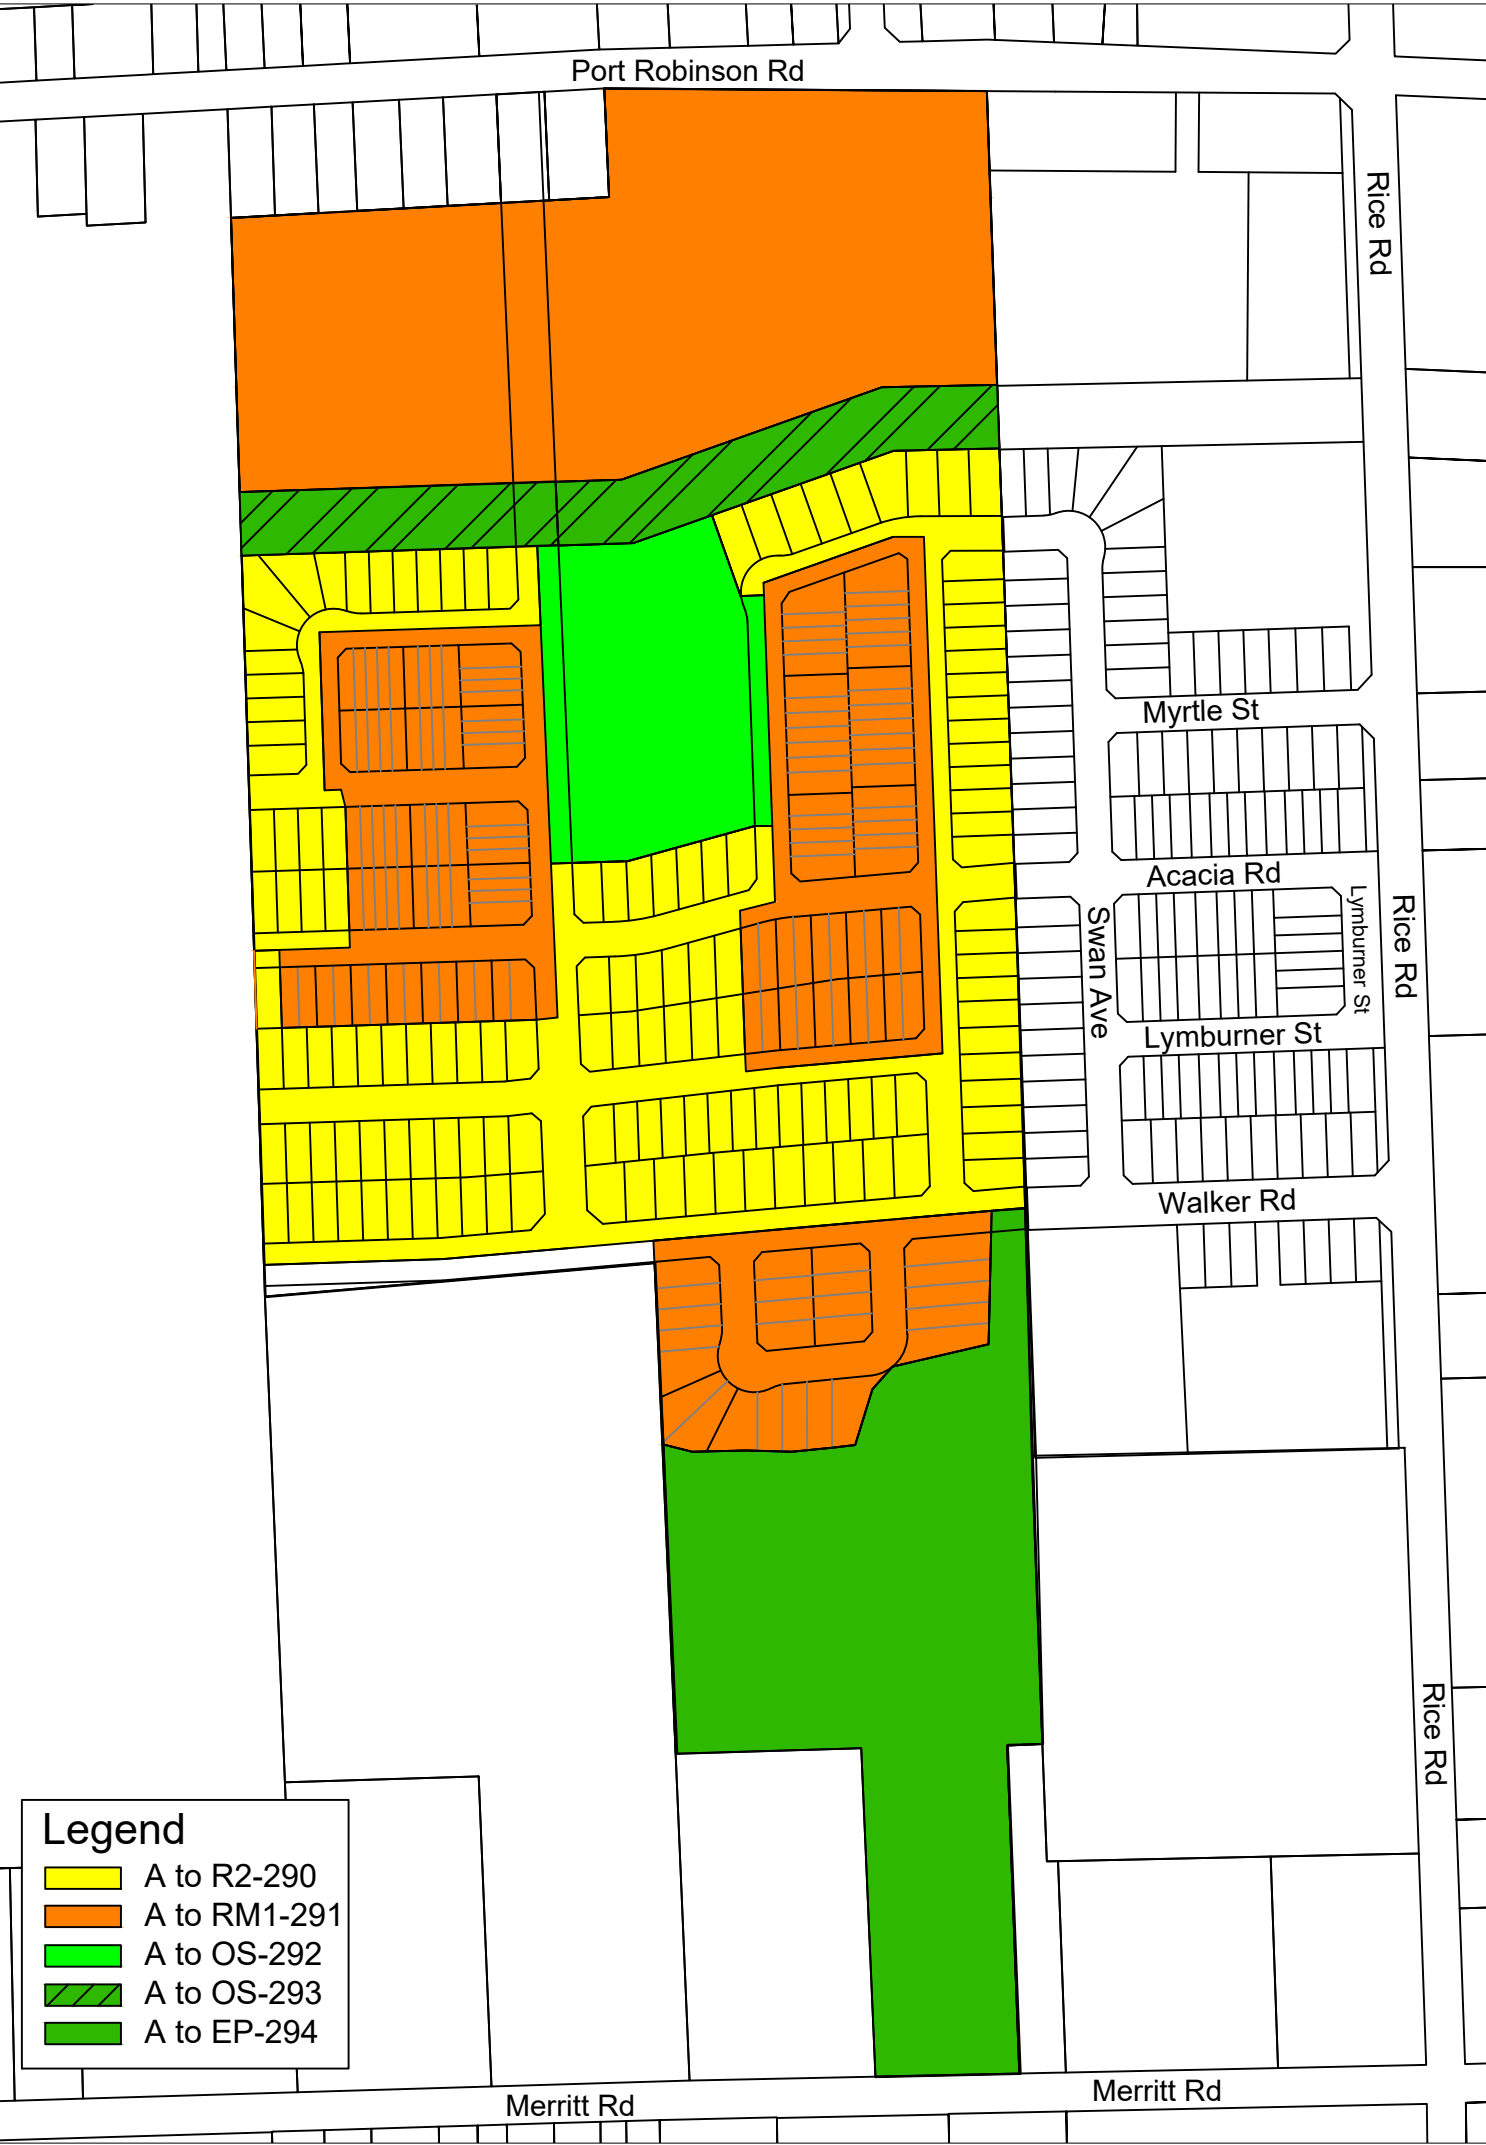 Port Robinson Rd
Rice Rd
Myrtle St
Acacia Rd
Lymburner St
Rice Rd
Swan Ave
Lymburner St
Walker Rd
Rice Rd
Legend
A to R2-290
A to RM1-291
A to OS-292
A to OS-293
A to EP-294
Merritt Rd
Merritt Rd